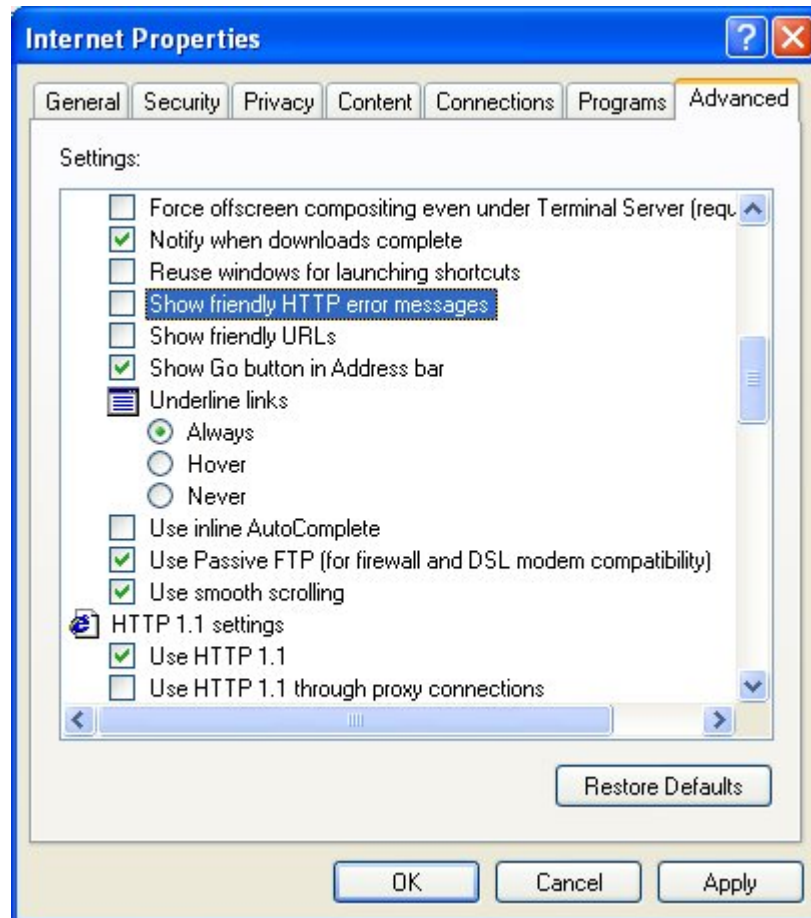 Internet Properties
General Security Privacy Content Connections Programs Advanced
Settings:
Force offscreen compositing even under Terminal Server (requ
Notify when downloads complete
Reuse windows for launching shortcuts
Show friendly HTTP error messages
Show friendly URLs
Show Go button in Address bar
Underline links
Always
Hover
Never
Use inline AutoComplete
Use Passive FTP (for firewall and DSL modem compatibility)
Use smooth scrolling
HTTP 1.1 settings
Use HTTP 1.1
Use HTTP 1.1 through proxy connections
Restore Defaults
OK Cancel Apply